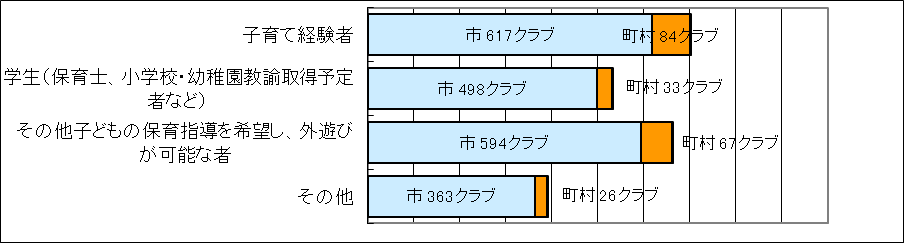 子育て経験者
市 617クラブ
町村 84クラブ
学生（保育士、小学校・幼稚園教諭取得予定
者など）
市 498クラブ
町村 33クラブ
その他子どもの保育指導を希望し、外遊び
が可能な者
市 594クラブ
町村 67クラブ
その他
市 363クラブ
町村 26クラブ